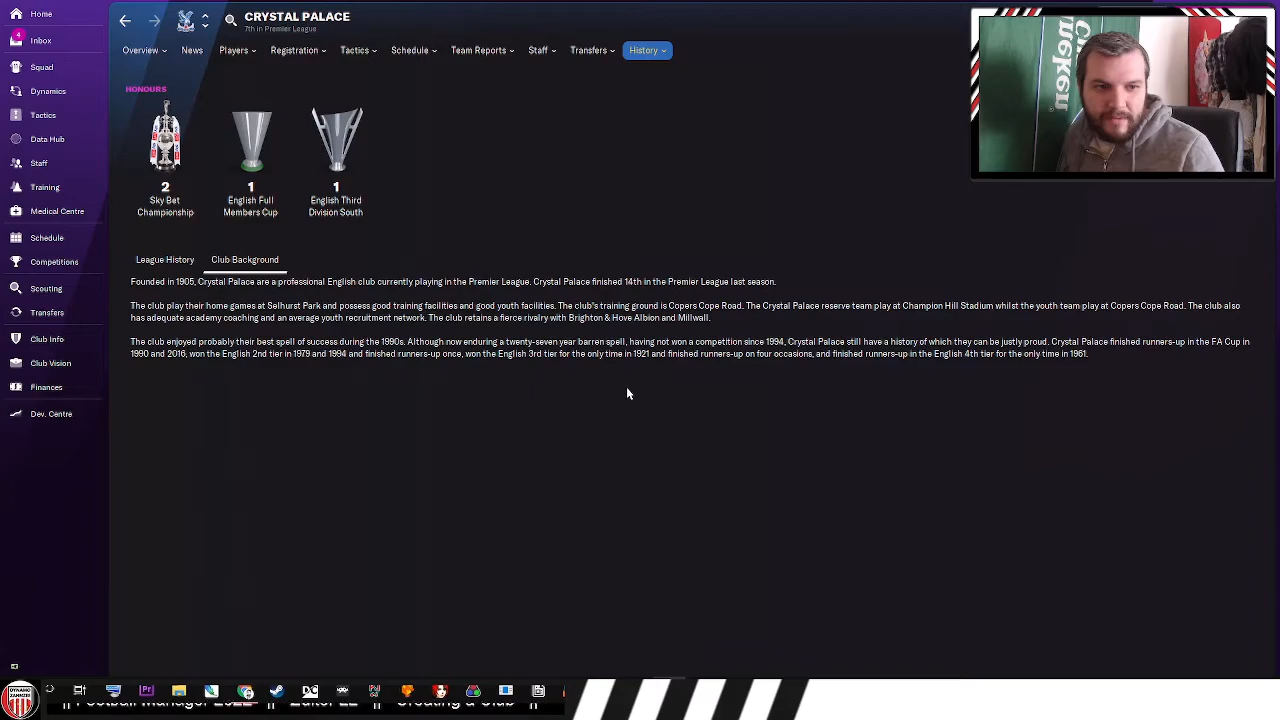 Home
CRYSTAL PALACE
7th in Premier League
4
Inbox
Overview
News
Players
Registration
Tactics
Schedule
Team Reports
Staff
Transfers
History
Squad
Dynamics
Tactics
Data Hub
Staff
Training
Medical Centre
Schedule
Competitions
Scouting
Transfers
Club Info
Club Vision
Finances
Dev. Centre
HONOURS
2
Sky Bet
Championship
1
English Full
Members Cup
1
English Third
Division South
League History
Club Background
Founded in 1905, Crystal Palace are a professional English club currently playing in the Premier League. Crystal Palace finished 14th in the Premier League last season.
The club play their home games at Selhurst Park and possess good training facilities and good youth facilities. The club's training ground is Copers Cope Road. The Crystal Palace reserve team play at Champion Hill Stadium whilst the youth team play at Copers Cope Road. The club also
has adequate academy coaching and an average youth recruitment network. The club retains a fierce rivalry with Brighton & Hove Albion and Millwall.
The club enjoyed probably their best spell of success during the 1990s. Although now enduring a twenty-seven year barren spell, having not won a competition since 1994, Crystal Palace still have a history of which they can be justly proud. Crystal Palace finished runners-up in the FA Cup in
1990 and 2016, won the English 2nd tier in 1979 and 1994 and finished runners-up once, won the English 3rd tier for the only time in 1921 and finished runners-up on four occasions, and finished runners-up in the English 4th tier for the only time in 1961.
Pr
DC
DYNAMO
Football Manager 2022 || Editor 22 || Creating a Club ||